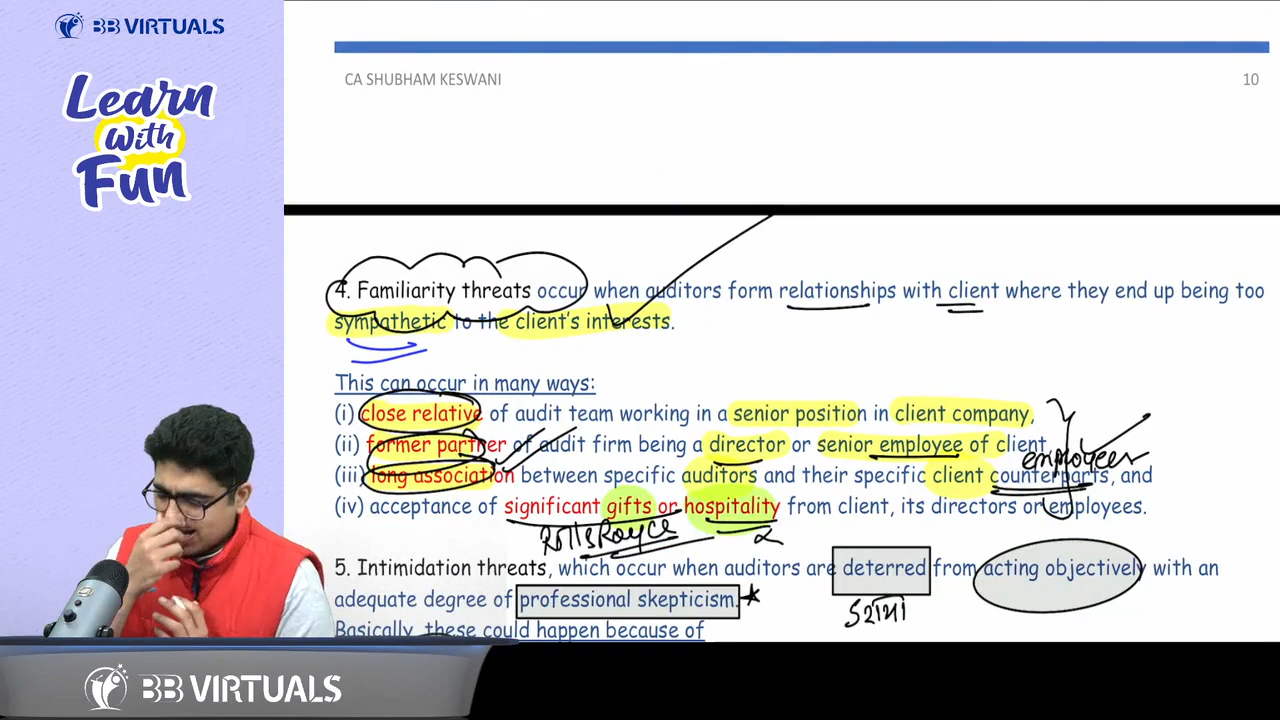 BB VIRTUALS
Learn
With
Fun
CA SHUBHAM KESWANI
10
4. Familiarity threats occur when auditors form relationships with client where they end up being too
sympathetic to the client's interests.
This can occur in many ways:
(i) close relative of audit team working in a senior position in client company,
(ii) former partner of audit firm being a director or senior employee of client,
employees
(iii) long association between specific auditors and their specific client counterparts, and
(iv) acceptance of significant gifts or hospitality from client, its directors or employees.
Rolls Royce
5. Intimidation threats, which occur when auditors are deterred from acting objectively with an
adequate degree of professional skepticism.
डराना
Basically, these could happen because of
BB VIRTUALS